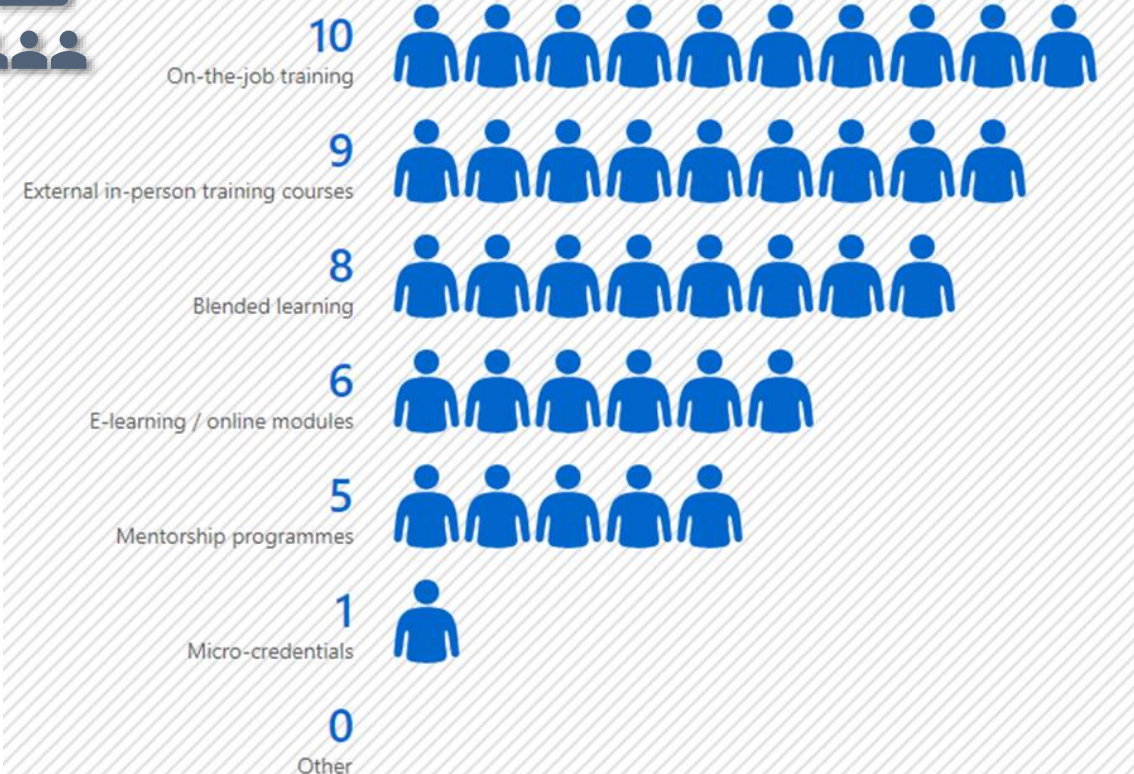 10
On-the-job training
9
External in-person training courses
8
Blended learning
6
E-learning / online modules
5
Mentorship programmes
1
Micro-credentials
0
Other